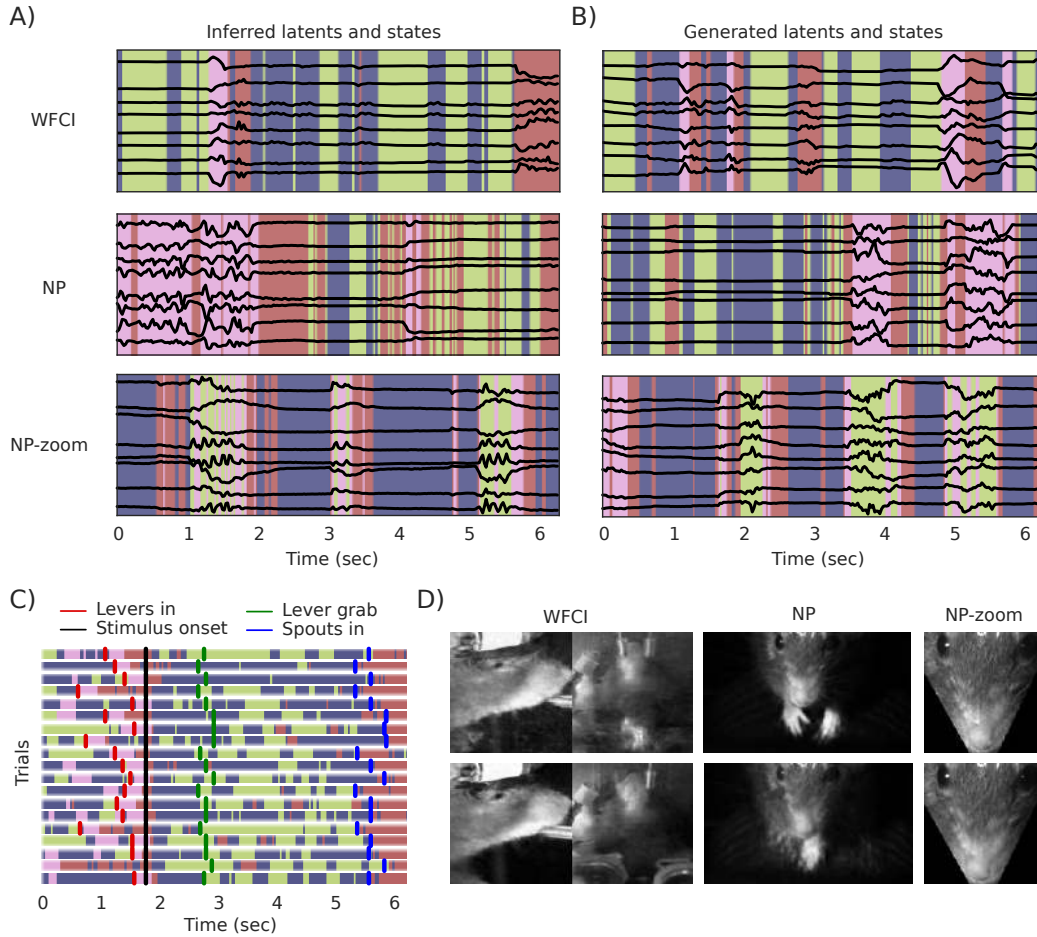 A)
Inferred latents and states
B)
Generated latents and states
WFCI
NP
NP-zoom
0 1 2 3 4 5 6
Time (sec)
0 1 2 3 4 5 6
Time (sec)
C)
Levers in
Stimulus onset
Lever grab
Spouts in
Trials
0 1 2 3 4 5 6
Time (sec)
D)
WFCI
NP
NP-zoom